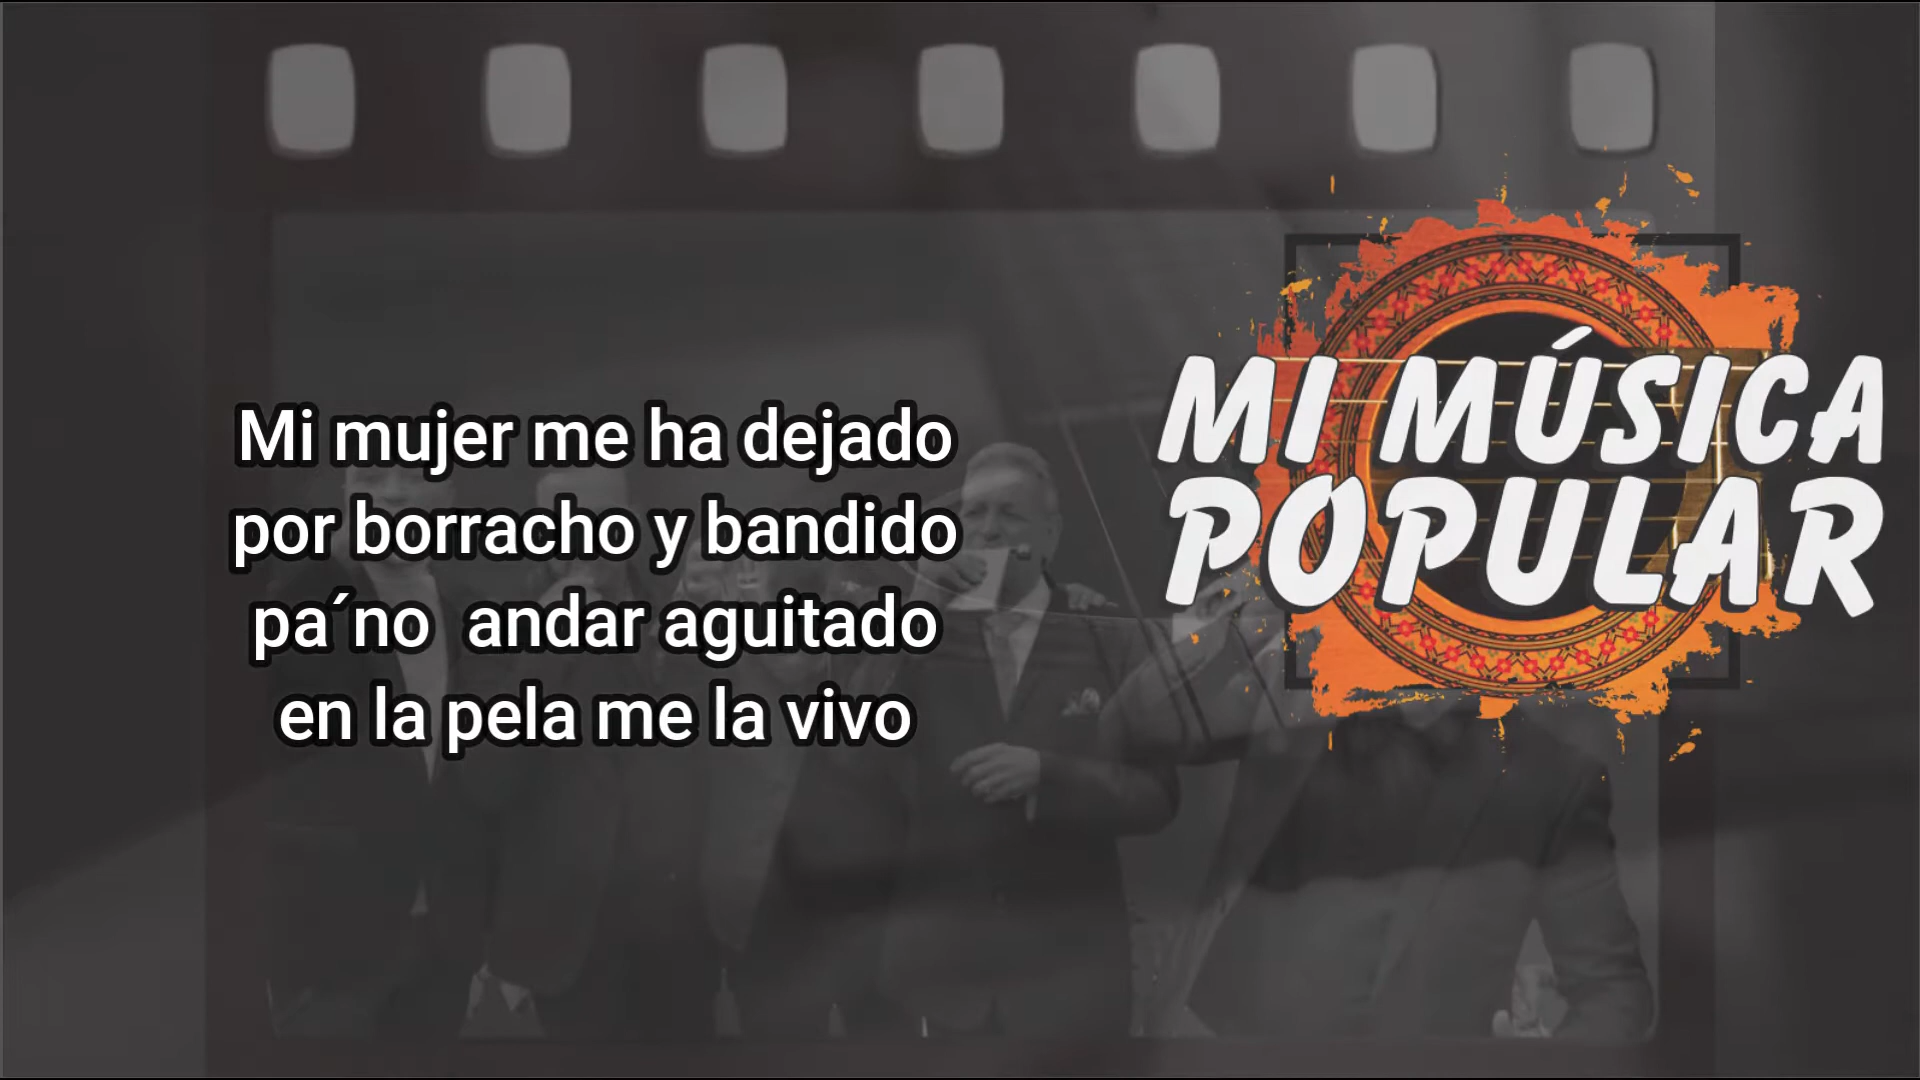 Mi mujer me ha dejado
por borracho y bandido
pa´no  andar aguitado
en la pela me la vivo
MI MÚSICA
POPULAR